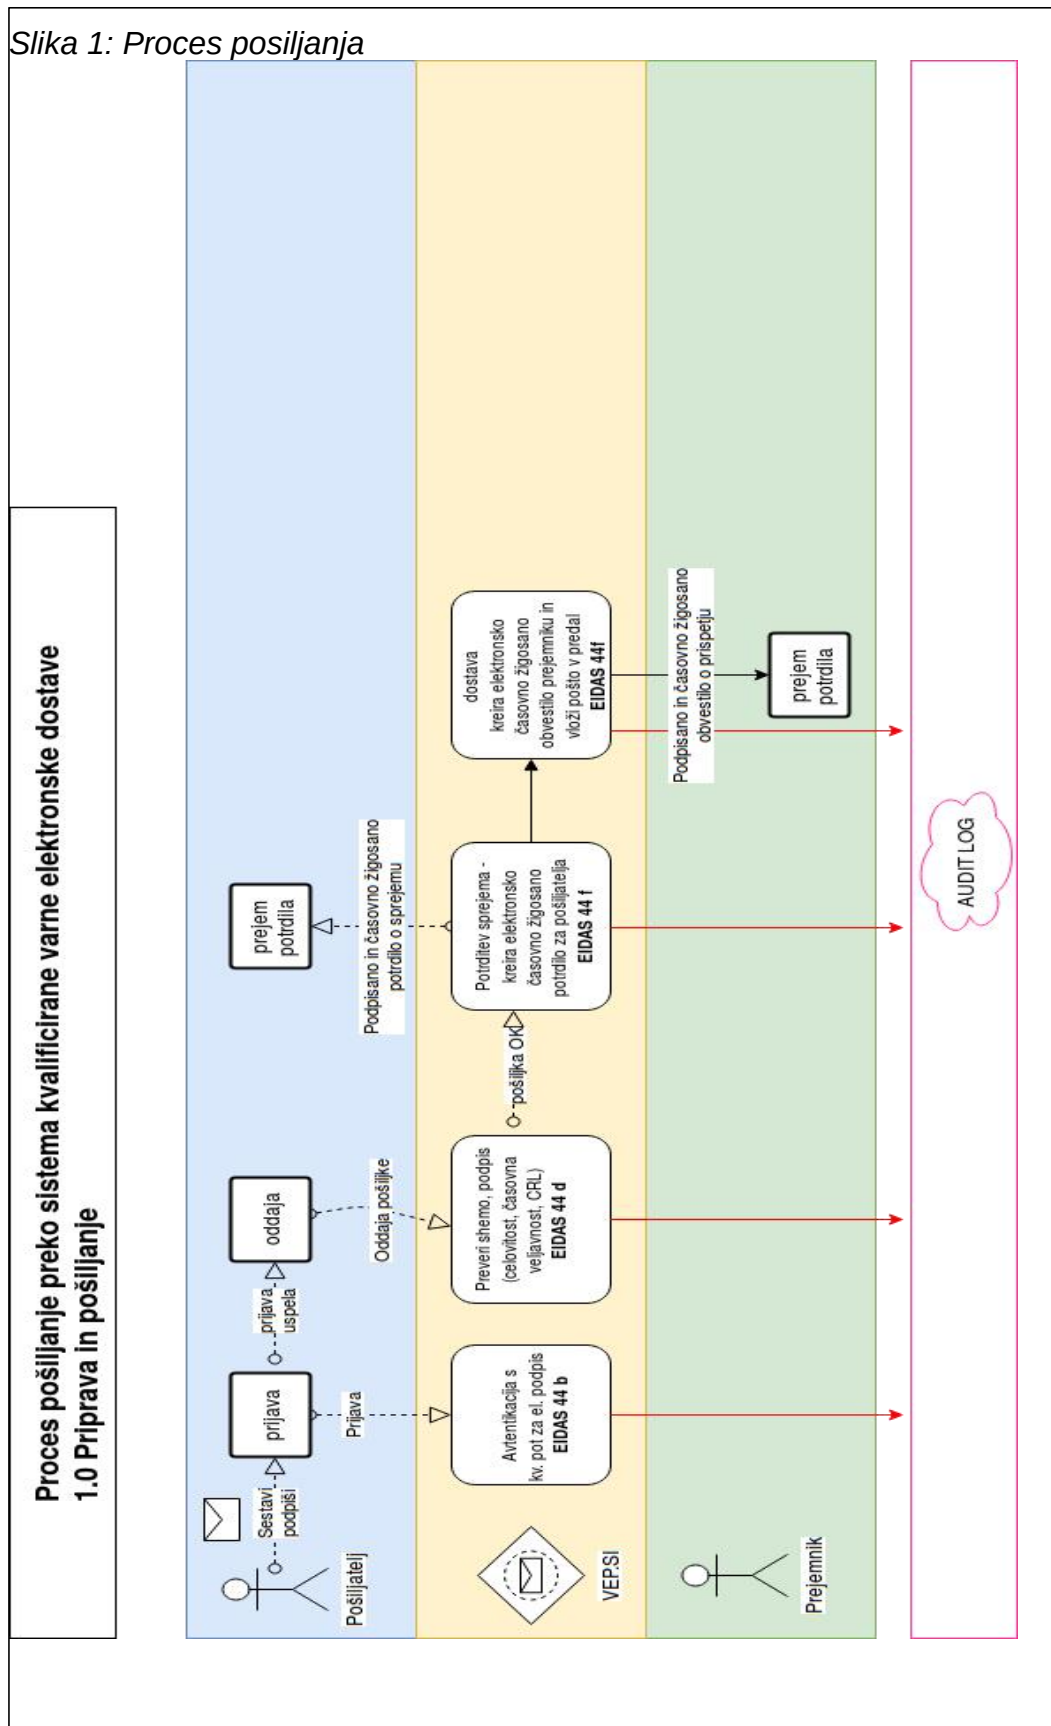 Slika 1: Proces posiljanja
Proces pošiljanje preko sistema kvalificirane varne elektronske dostave
1.0 Priprava in pošiljanje
Pošiljatelj
Sestavi
podpiši
prijava
prijava
uspela
oddaja
prejem
potrdila
Prijava
Oddaja pošiljke
Podpisano in časovno žigosano
potrdilo o sprejemu
VEP.SI
Avtentikacija s
kv. pot za el. podpis
EIDAS 44 b
Preveri shemo, podpis
(celovitost, časovna
veljavnost, CRL)
EIDAS 44 d
pošiljka OK
Potrditev sprejema -
kreira elektronsko
časovno žigosano
potrdilo za pošiljatelja
EIDAS 44 f
dostava
kreira elektronsko
časovno žigosano
obvestilo prejemniku in
vloži pošto v predal
EIDAS 44f
Podpisano in časovno žigosano
obvestilo o prispetju
Prejemnik
prejem
potrdila
AUDIT LOG